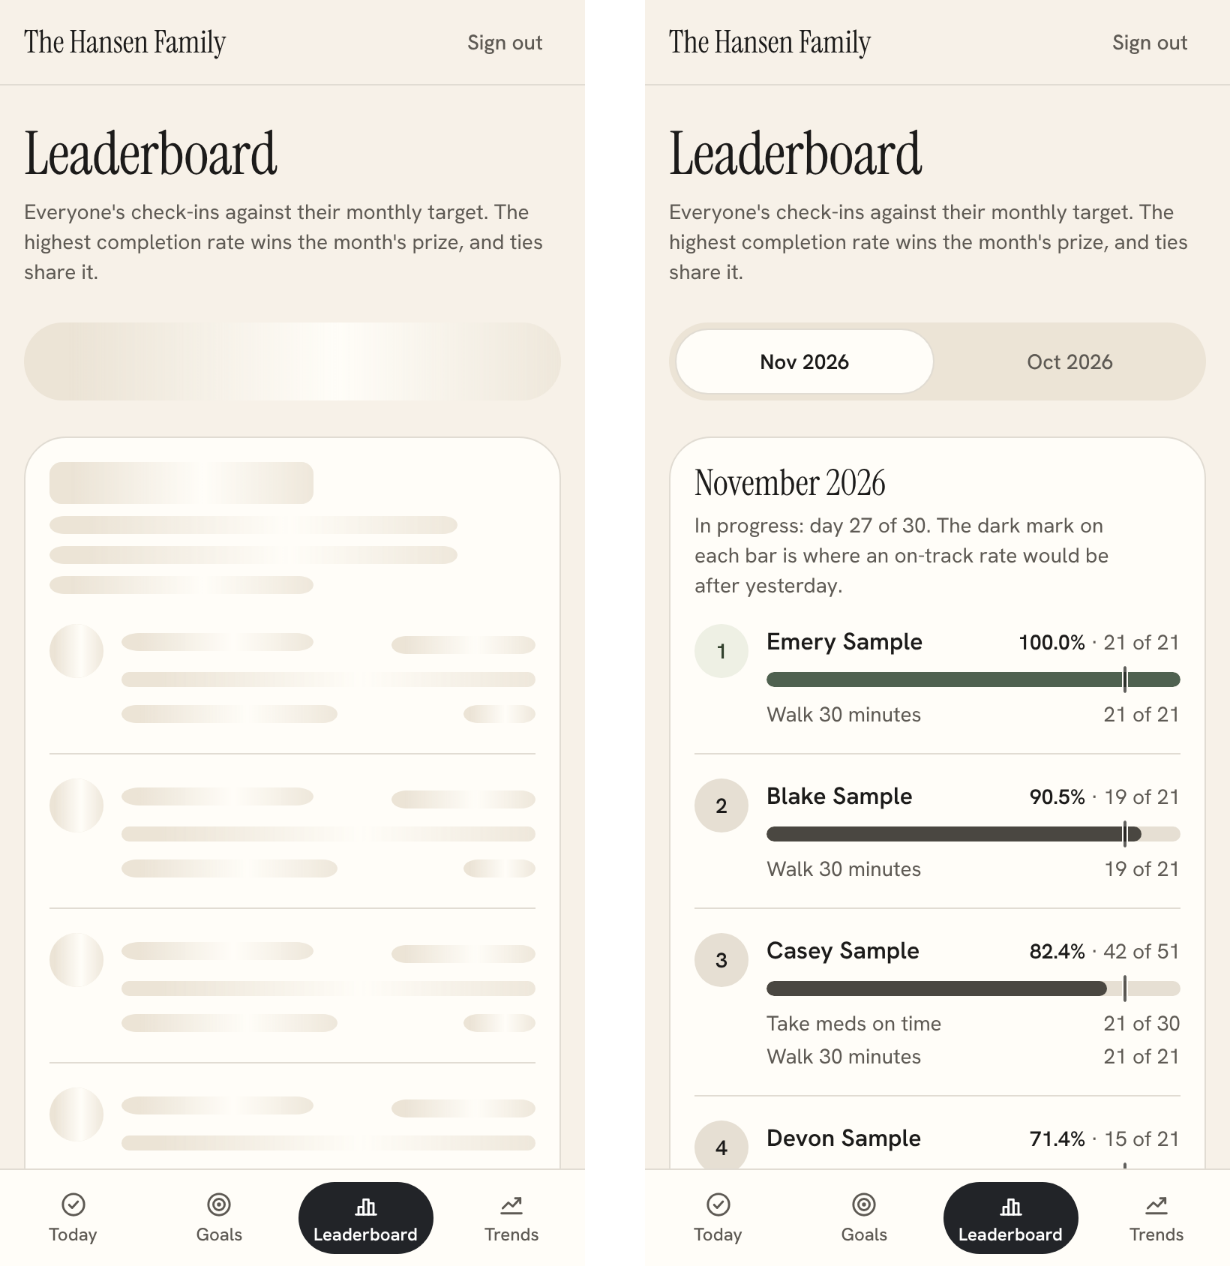 The Hansen Family
Sign out
Leaderboard
Everyone's check-ins against their monthly target. The
highest completion rate wins the month's prize, and ties
share it.
Today
Goals
Leaderboard
Trends
The Hansen Family
Sign out
Leaderboard
Everyone's check-ins against their monthly target. The
highest completion rate wins the month's prize, and ties
share it.
Nov 2026
Oct 2026
November 2026
In progress: day 27 of 30. The dark mark on
each bar is where an on-track rate would be
after yesterday.
1
Emery Sample
100.0% · 21 of 21
Walk 30 minutes
21 of 21
2
Blake Sample
90.5% · 19 of 21
Walk 30 minutes
19 of 21
3
Casey Sample
82.4% · 42 of 51
Take meds on time
21 of 30
Walk 30 minutes
21 of 21
4
Devon Sample
71.4% · 15 of 21
Today
Goals
Leaderboard
Trends